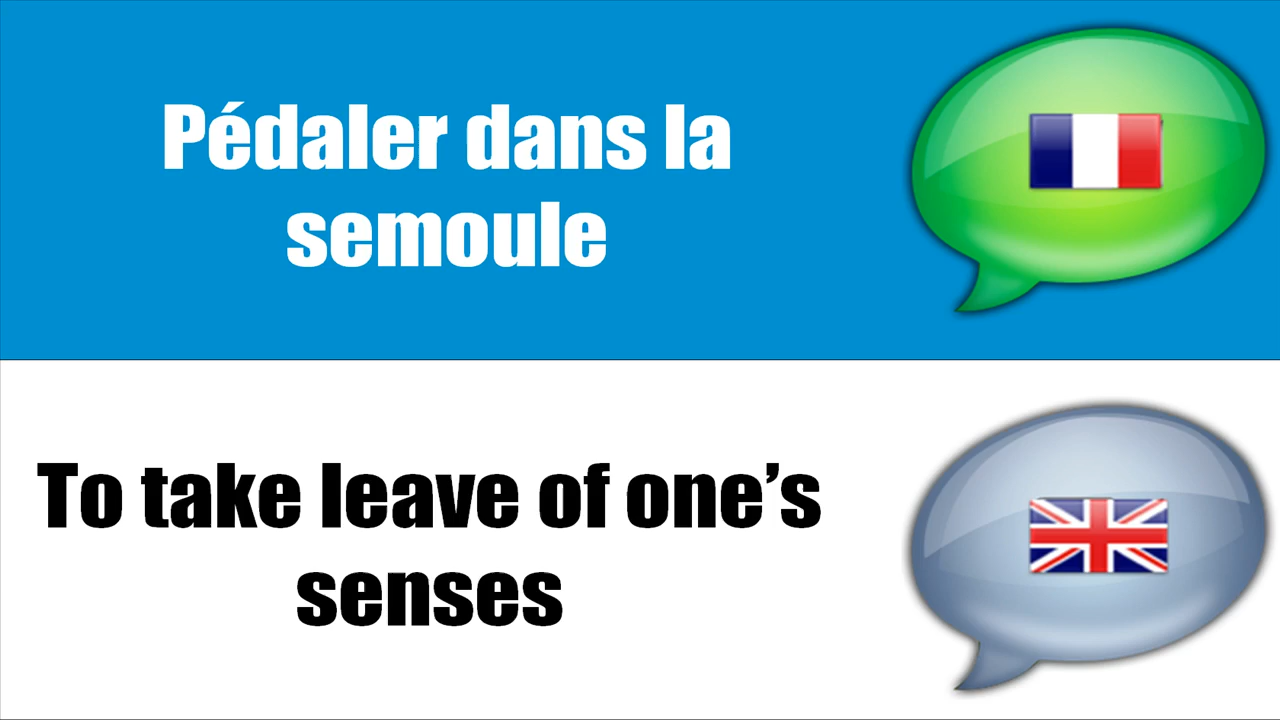 Pédaler dans la
semoule
To take leave of one’s
senses